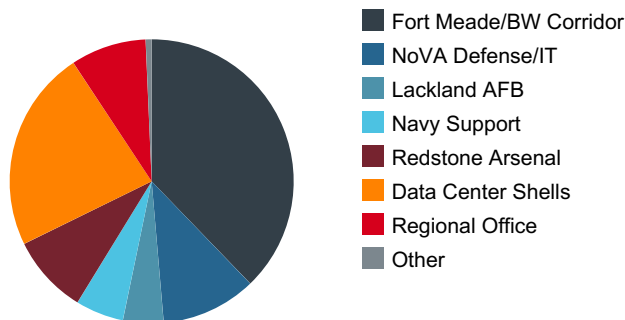 Fort Meade/BW Corridor
NoVA Defense/IT
Lackland AFB
Navy Support
Redstone Arsenal
Data Center Shells
Regional Office
Other